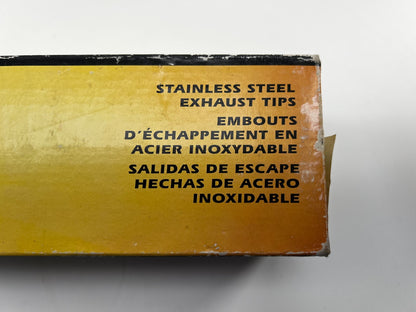 STAINLESS STEEL
EXHAUST TIPS
EMBOUTS
D'ÉCHAPPEMENT EN
ACIER INOXYDABLE
SALIDAS DE ESCAPE
HECHAS DE ACERO
INOXIDABLE